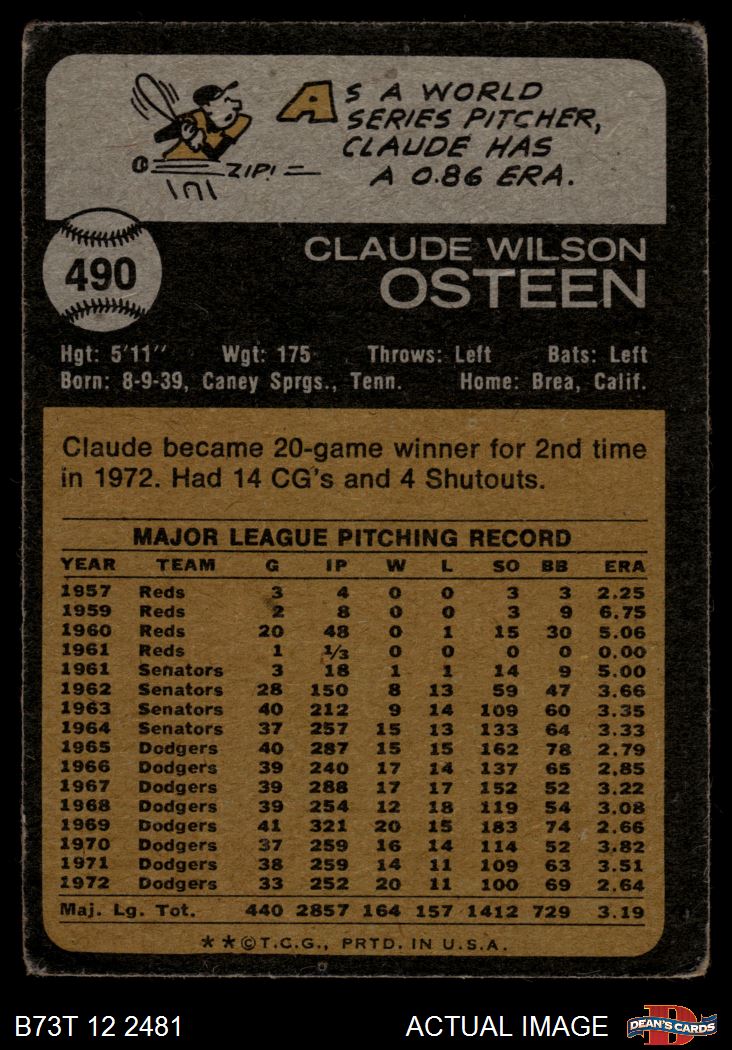 AS A WORLD
SERIES PITCHER,
CLAUDE HAS
A 0.86 ERA.
ZIP!
490
CLAUDE WILSON
OSTEEN
Hgt: 5'11" Wgt: 175 Throws: Left Bats: Left
Born: 8-9-39, Caney Sprgs., Tenn. Home: Brea, Calif.
Claude became 20-game winner for 2nd time
in 1972. Had 14 CG's and 4 Shutouts.
MAJOR LEAGUE PITCHING RECORD
YEAR TEAM G IP W L SO BB ERA
1957 Reds 3 4 0 0 3 3 2.25
1959 Reds 2 8 0 0 3 9 6.75
1960 Reds 20 48 0 1 15 30 5.06
1961 Reds 1 1/3 0 0 0 0 0.00
1961 Senators 3 18 1 1 14 9 5.00
1962 Senators 28 150 8 13 59 47 3.66
1963 Senators 40 212 9 14 109 60 3.35
1964 Senators 37 257 15 13 133 64 3.33
1965 Dodgers 40 287 15 15 162 78 2.79
1966 Dodgers 39 240 17 14 137 65 2.85
1967 Dodgers 39 288 17 17 152 52 3.22
1968 Dodgers 39 254 12 18 119 54 3.08
1969 Dodgers 41 321 20 15 183 74 2.66
1970 Dodgers 37 259 16 14 114 52 3.82
1971 Dodgers 38 259 14 11 109 63 3.51
1972 Dodgers 33 252 20 11 100 69 2.64
Maj. Lg. Tot. 440 2857 164 157 1412 729 3.19
★★©T.C.G., PRTD. IN U.S.A.
B73T 12 2481 ACTUAL IMAGE DEAN'S CARDS